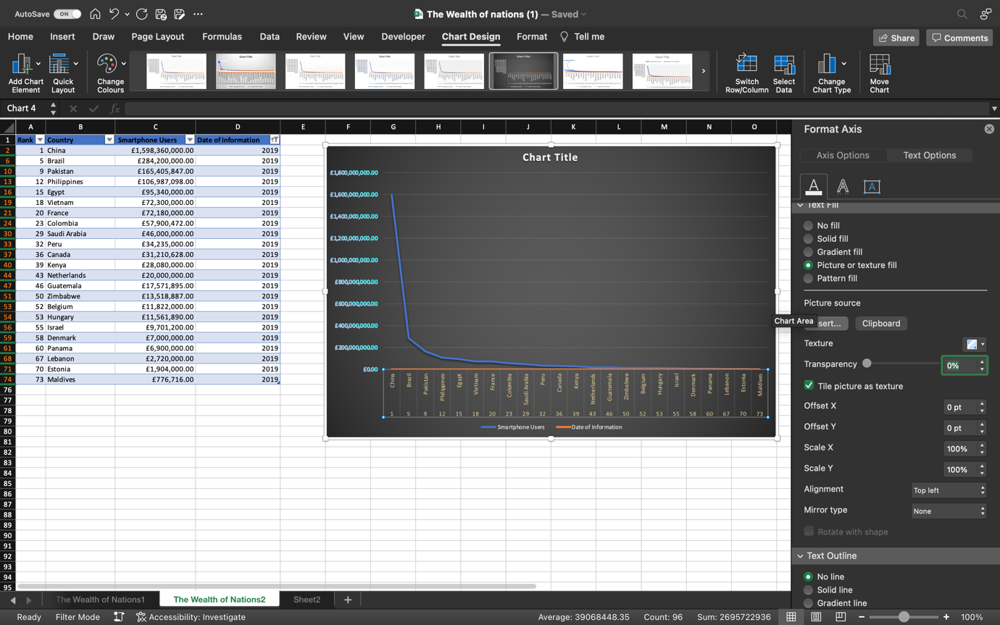 AutoSave ON The Wealth of nations (1) — Saved
Home Insert Draw Page Layout Formulas Data Review View Developer Chart Design Format Tell me Share Comments
Add Chart Element
Quick Layout
Change Colours
Switch Row/Column
Select Data
Change Chart Type
Move Chart
Chart 4 fx
A B C D E F G H I J K L M N O
1 Rank Country Smartphone Users Date of Information
2 1 China £1,598,360,000.00 2019
6 5 Brazil £284,200,000.00 2019
10 9 Pakistan £165,405,847.00 2019
13 12 Philippines £106,987,098.00 2019
16 15 Egypt £95,340,000.00 2019
19 18 Vietnam £72,300,000.00 2019
21 20 France £72,180,000.00 2019
24 23 Colombia £57,900,472.00 2019
30 29 Saudi Arabia £46,000,000.00 2019
33 32 Peru £34,235,000.00 2019
37 36 Canada £31,210,628.00 2019
40 39 Kenya £28,080,000.00 2019
44 43 Netherlands £20,000,000.00 2019
47 46 Guatemala £17,571,895.00 2019
51 50 Zimbabwe £13,518,887.00 2019
53 52 Belgium £11,822,000.00 2019
54 53 Hungary £11,561,890.00 2019
56 55 Israel £9,701,200.00 2019
59 58 Denmark £7,000,000.00 2019
61 60 Panama £6,900,000.00 2019
68 67 Lebanon £2,720,000.00 2019
71 70 Estonia £1,904,000.00 2019
74 73 Maldives £776,716.00 2019
76
77
78
79
80
81
82
83
84
85
86
87
88
89
90
91
92
93
94
95
Chart Title
£1,800,000,000.00
£1,600,000,000.00
£1,400,000,000.00
£1,200,000,000.00
£1,000,000,000.00
£800,000,000.00
£600,000,000.00
£400,000,000.00
£200,000,000.00
£0.00
China Brazil Pakistan Philippines Egypt Vietnam France Colombia Saudi Arabia Peru Canada Kenya Netherlands Guatemala Zimbabwe Belgium Hungary Israel Denmark Panama Lebanon Estonia Maldives
1 5 9 12 15 18 20 23 29 32 36 39 43 46 50 52 53 55 58 60 67 70 73
Smartphone Users Date of Information
Chart Area
Format Axis
Axis Options Text Options
Text Fill
No fill
Solid fill
Gradient fill
Picture or texture fill
Pattern fill
Picture source
sert... Clipboard
Texture
Transparency 0%
Tile picture as texture
Offset X 0 pt
Offset Y 0 pt
Scale X 100%
Scale Y 100%
Alignment Top left
Mirror type None
Rotate with shape
Text Outline
No line
Solid line
Gradient line
The Wealth of Nations1 The Wealth of Nations2 Sheet2
Ready Filter Mode Accessibility: Investigate Average: 39068448.35 Count: 96 Sum: 2695722936 100%